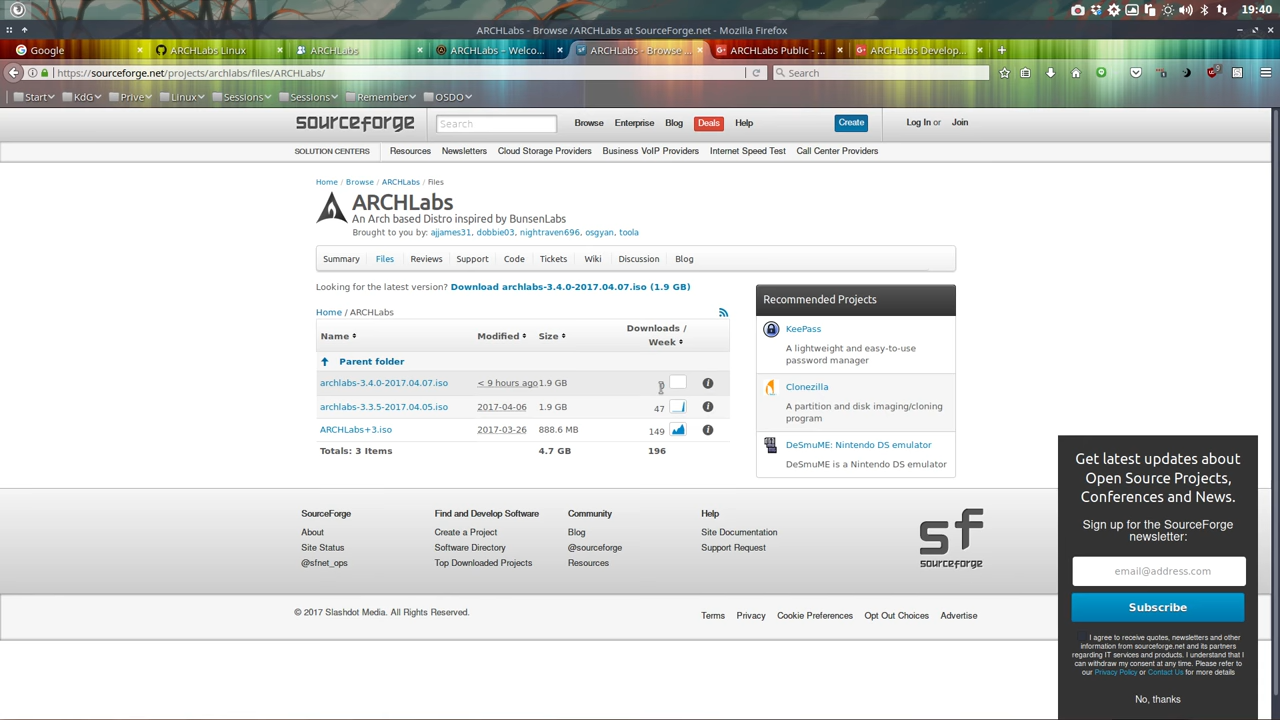 19:40
ARCHLabs - Browse /ARCHLabs at SourceForge.net - Mozilla Firefox
Google
ARCHLabs Linux
ARCHLabs
ARCHLabs – Welco...
ARCHLabs - Browse ...
ARCHLabs Public - ...
ARCHLabs Develop...
https://sourceforge.net/projects/archlabs/files/ARCHLabs/
Search
Start
KdG
Prive
Linux
Sessions
Sessions
Remember
OSDO
sourceforge
Search
Browse
Enterprise
Blog
Deals
Help
Create
Log In or Join
SOLUTION CENTERS
Resources
Newsletters
Cloud Storage Providers
Business VoIP Providers
Internet Speed Test
Call Center Providers
Home / Browse / ARCHLabs / Files
ARCHLabs
An Arch based Distro inspired by BunsenLabs
Brought to you by: ajjames31, dobbie03, nightraven696, osgyan, toola
Summary
Files
Reviews
Support
Code
Tickets
Wiki
Discussion
Blog
Looking for the latest version? Download archlabs-3.4.0-2017.04.07.iso (1.9 GB)
Home / ARCHLabs
Name
Modified
Size
Downloads /
Week
Parent folder
archlabs-3.4.0-2017.04.07.iso < 9 hours ago 1.9 GB
archlabs-3.3.5-2017.04.05.iso 2017-04-06 1.9 GB 47
ARCHLabs+3.iso 2017-03-26 888.6 MB 149
Totals: 3 Items 4.7 GB 196
Recommended Projects
KeePass
A lightweight and easy-to-use
password manager
Clonezilla
A partition and disk imaging/cloning
program
DeSmuME: Nintendo DS emulator
DeSmuME is a Nintendo DS emulator
SourceForge
About
Site Status
@sfnet_ops
Find and Develop Software
Create a Project
Software Directory
Top Downloaded Projects
Community
Blog
@sourceforge
Resources
Help
Site Documentation
Support Request
sf
sourceforge
© 2017 Slashdot Media. All Rights Reserved.
Terms
Privacy
Cookie Preferences
Opt Out Choices
Advertise
Get latest updates about
Open Source Projects,
Conferences and News.
Sign up for the SourceForge
newsletter:
email@address.com
Subscribe
I agree to receive quotes, newsletters and other
information from sourceforge.net and its partners
regarding IT services and products. I understand that I
can withdraw my consent at any time. Please refer to
our Privacy Policy or Contact Us for more details
No, thanks